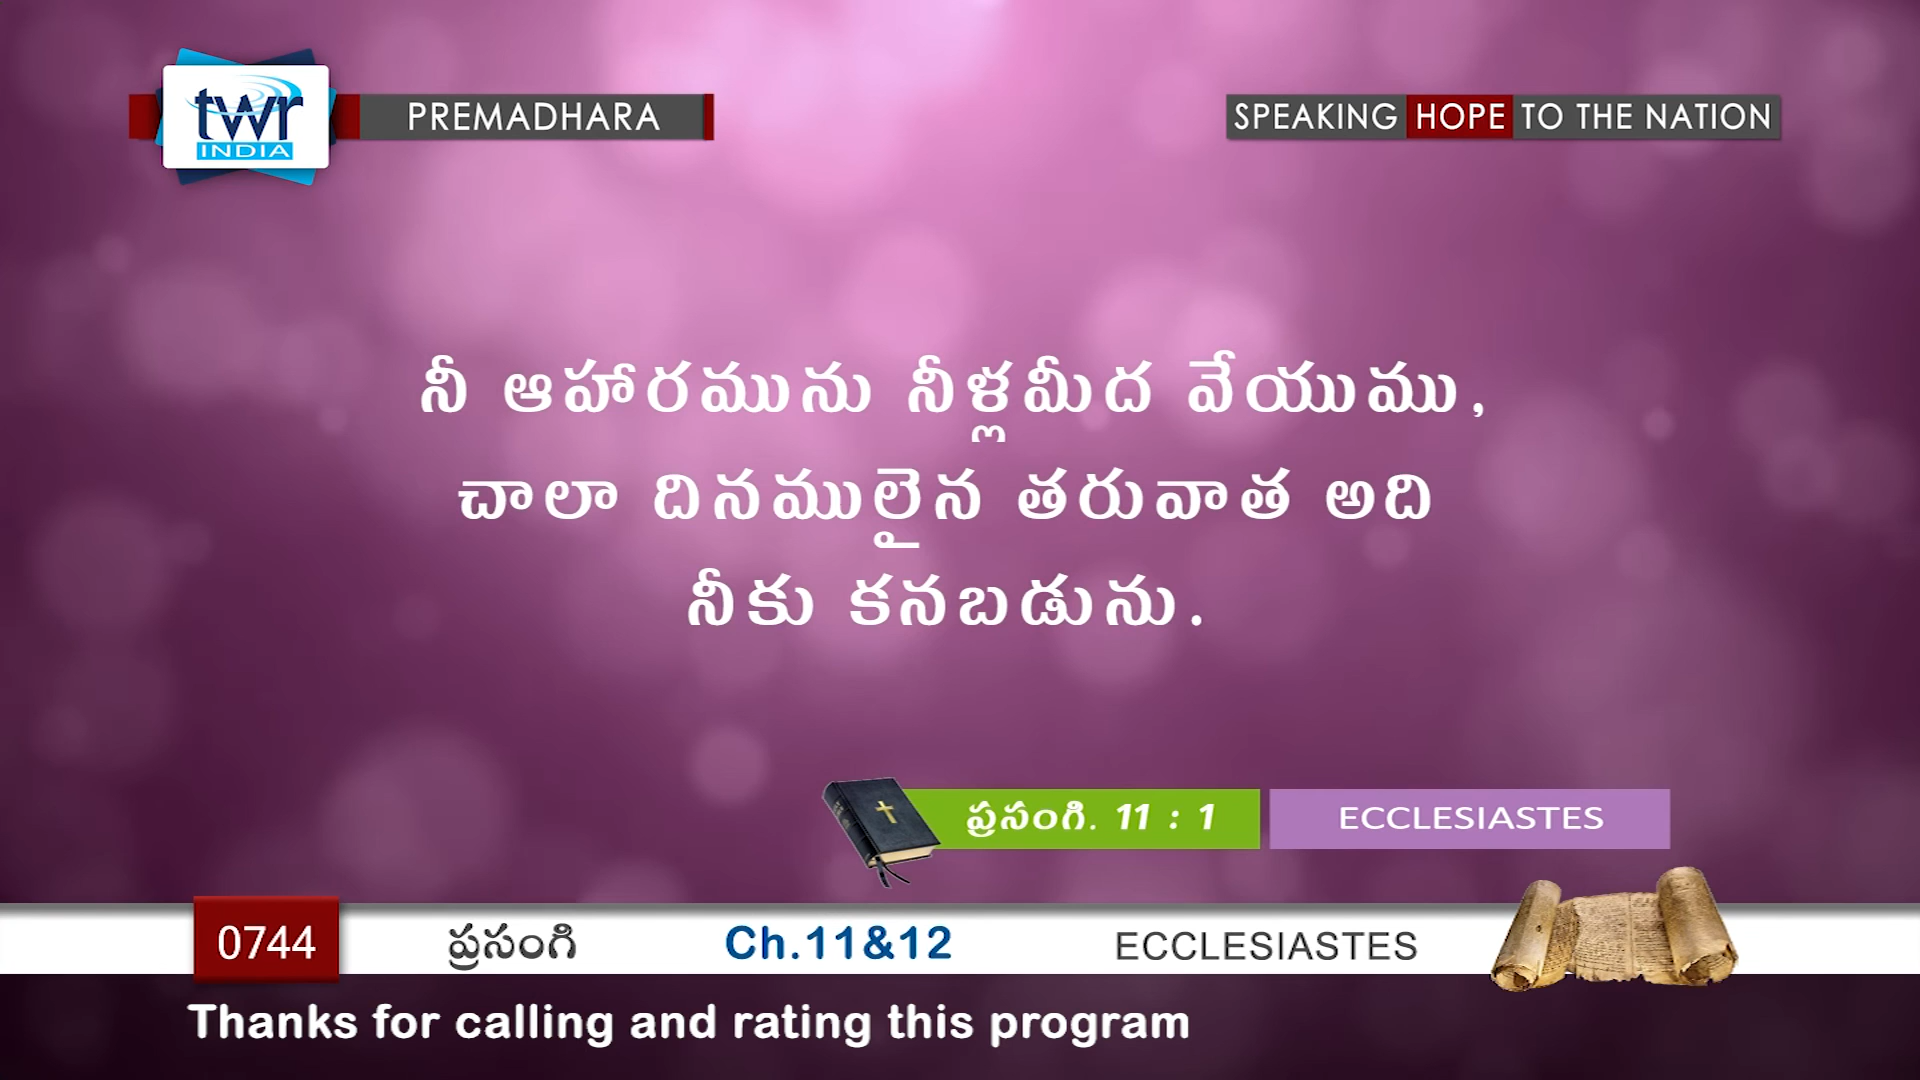 twr
INDIA
PREMADHARA
SPEAKING HOPE TO THE NATION
నీ ఆహారమును నీళ్లమీద వేయుము,
చాలా దినములైన తరువాత అది
నీకు కనబడును.
ప్రసంగి. 11 : 1
ECCLESIASTES
0744
ప్రసంగి
Ch.11&12
ECCLESIASTES
Thanks for calling and rating this program